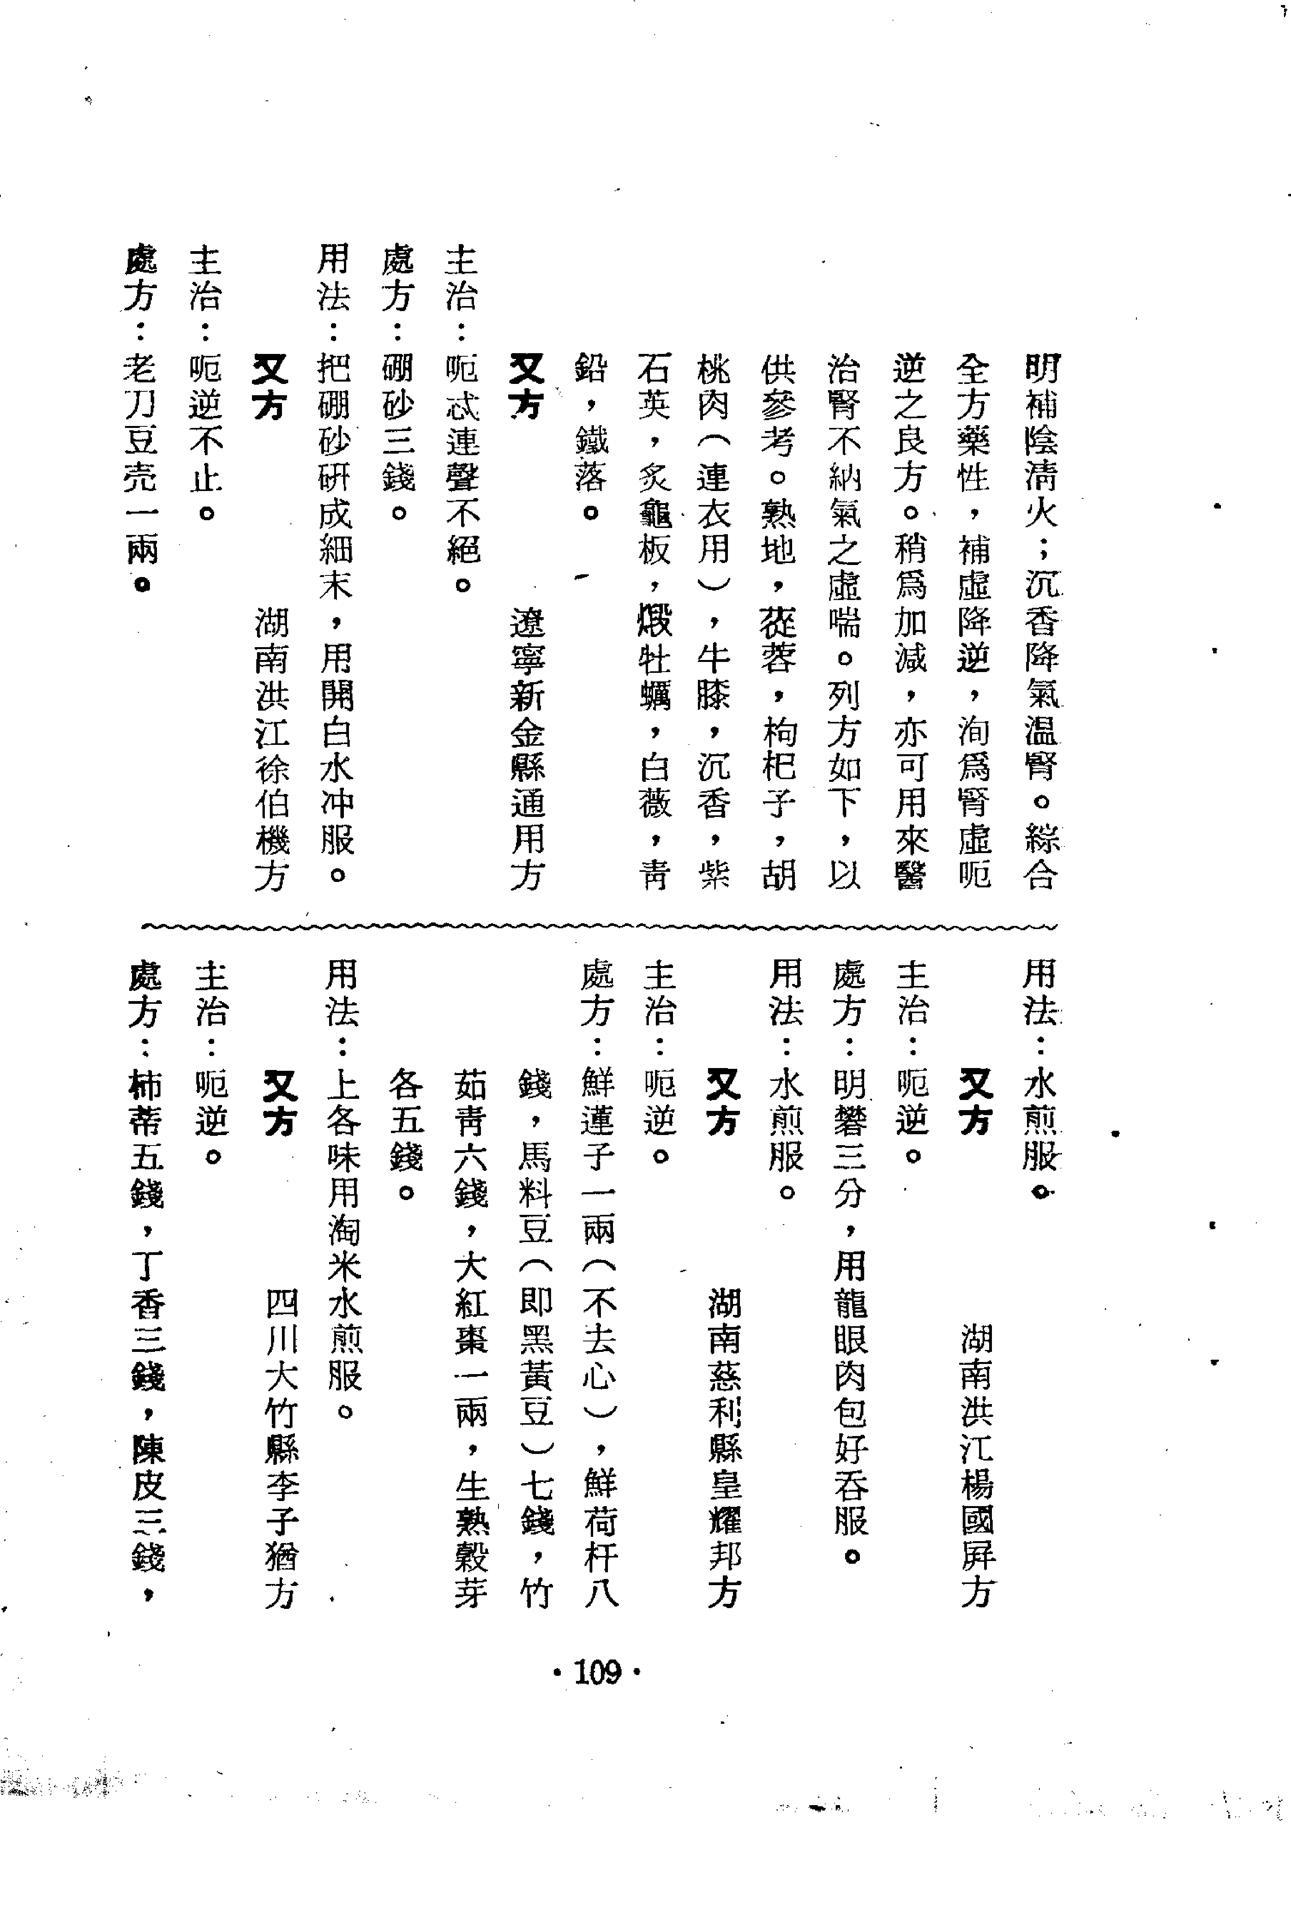 明補陰淸火；沉香降氣温腎。綜合
全方藥性，補虛降逆，洵爲腎虛呃
逆之良方。稍爲加減，亦可用來醫
治腎不納氣之虛喘。列方如下，以
供參考。熟地，蓯蓉，枸杞子，胡
桃肉（連衣用），牛膝，沉香，紫
石英，炙龜板，煅牡蠣，白薇，靑
鉛，鐵落。
又方　遼寧新金縣通用方
主治：呃忒連聲不絕。
處方：硼砂三錢。
用法：把硼砂研成細末，用開白水冲服。
又方　湖南洪江徐伯機方
主治：呃逆不止。
處方：老刀豆壳一兩。
用法：水煎服。
又方　湖南洪江楊國屛方
主治：呃逆。
處方：明礬三分，用龍眼肉包好吞服。
用法：水煎服。
又方　湖南慈利縣皇耀邦方
主治：呃逆。
處方：鮮蓮子一兩（不去心），鮮荷杆八
錢，馬料豆（即黑黃豆）七錢，竹
茹靑六錢，大紅棗一兩，生熟穀芽
各五錢。
用法：上各味用淘米水煎服。
又方　四川大竹縣李子猶方
主治：呃逆。
處方：柿蒂五錢，丁香三錢，陳皮三錢，
·109·